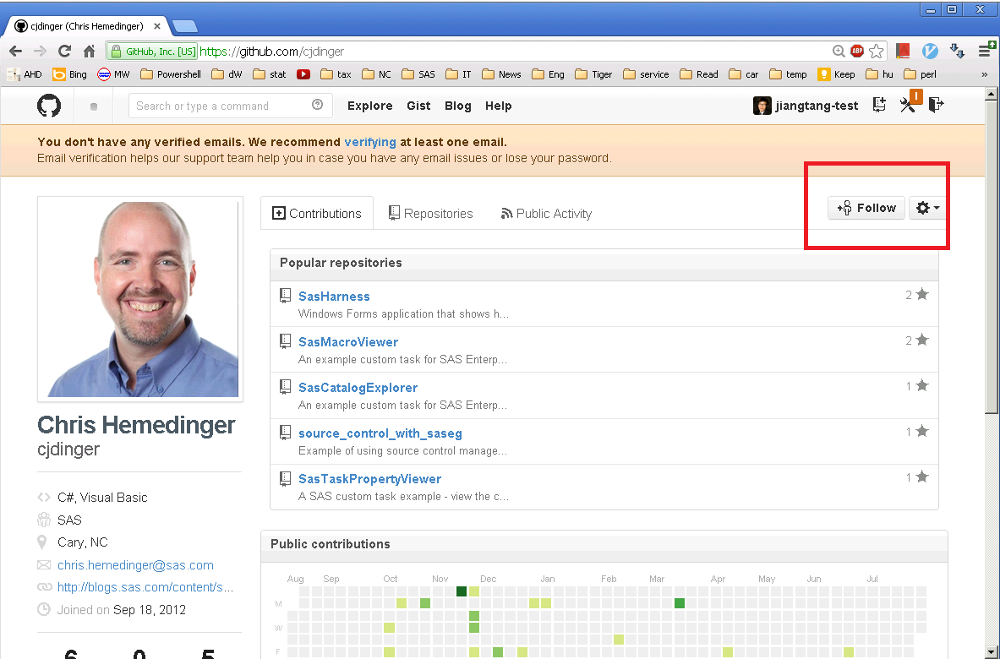 cjdinger (Chris Hemedinger)
GitHub, Inc. [US] https://github.com/cjdinger
ABP
AHD Bing MW Powershell dW stat tax NC SAS IT News Eng Tiger service Read car temp Keep hu perl »
Search or type a command
Explore Gist Blog Help
jiangtang-test
You don't have any verified emails. We recommend verifying at least one email.
Email verification helps our support team help you in case you have any email issues or lose your password.
Contributions Repositories Public Activity
Follow
Popular repositories
SasHarness 2
Windows Forms application that shows h...
SasMacroViewer 2
An example custom task for SAS Enterp...
SasCatalogExplorer 1
An example custom task for SAS Enterp...
source_control_with_saseg 1
Example of using source control manage...
SasTaskPropertyViewer 1
A SAS custom task example - view the c...
Chris Hemedinger
cjdinger
C#, Visual Basic
SAS
Cary, NC
chris.hemedinger@sas.com
http://blogs.sas.com/content/s...
Joined on Sep 18, 2012
Public contributions
Aug Sep Oct Nov Dec Jan Feb Mar Apr May Jun Jul
M
W
F
6 0 5